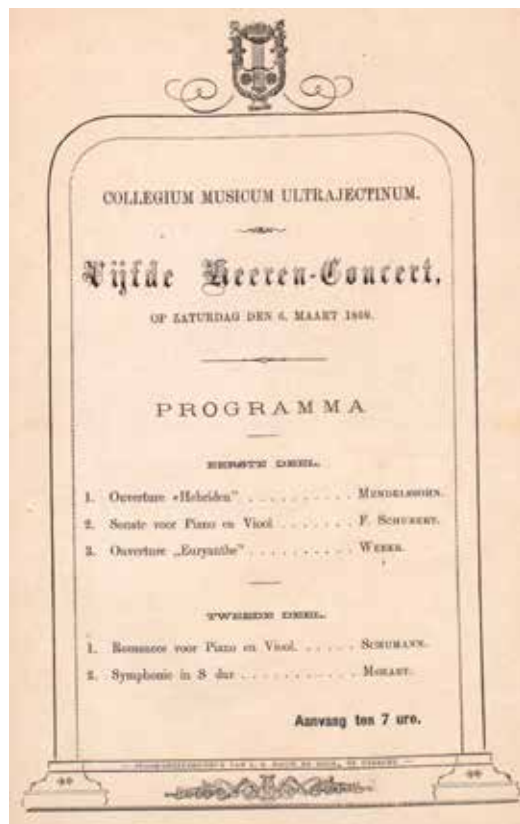 COLLEGIUM MUSICUM ULTRAJECTINUM.
Vijfde Heeren-Concert,
OP ZATURDAG DEN 6. MAART 1869.
PROGRAMMA
EERSTE DEEL.
1. Ouverture «Hebriden" . . . . . . . . . . MENDELSSOHN.
2. Sonate voor Piano en Viool . . . . . . . F. SCHUBERT.
3. Ouverture „Euryanthe" . . . . . . . . . . WEBER.
TWEEDE DEEL.
1. Romances voor Piano en Viool. . . . . . SCHUMANN.
2. Symphonie in S dur . . . . . . . . . . . MOZART.
Aanvang ten 7 ure.